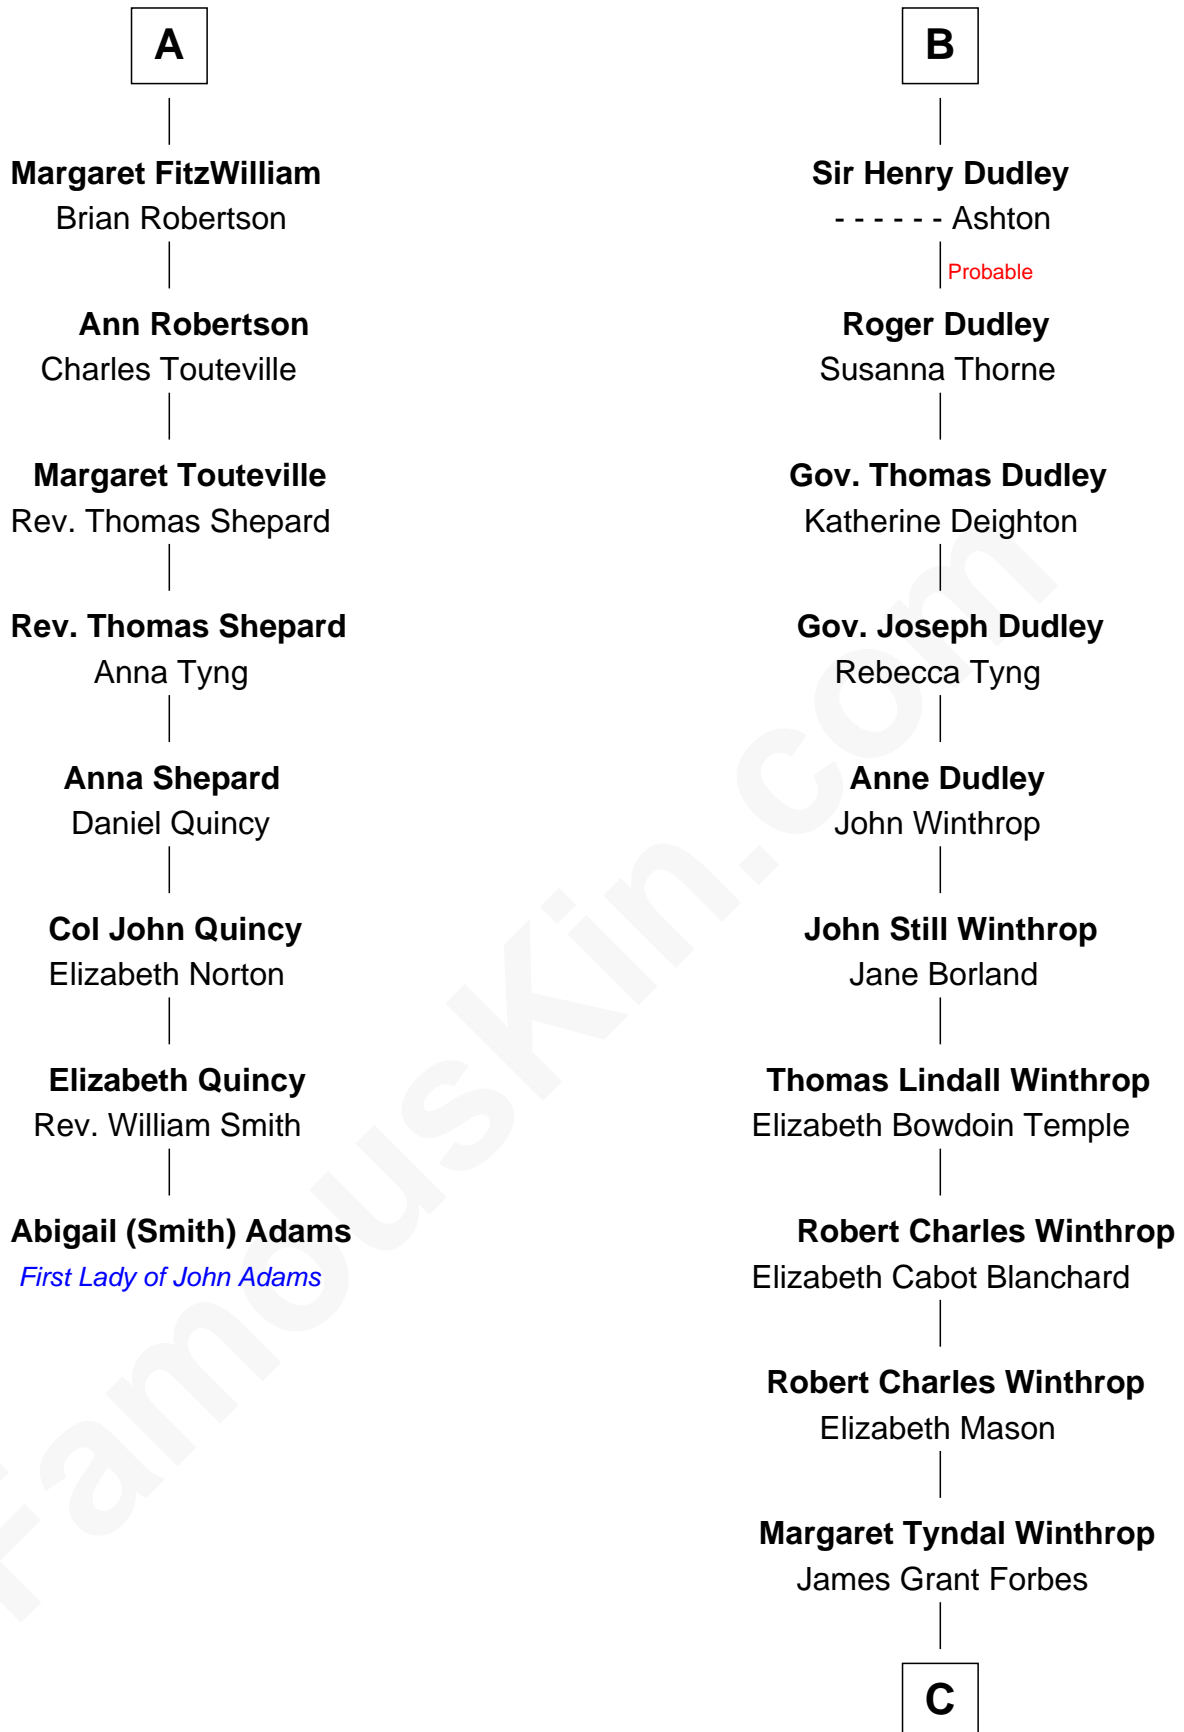 A
Margaret FitzWilliam
Brian Robertson
Ann Robertson
Charles Touteville
Margaret Touteville
Rev. Thomas Shepard
Rev. Thomas Shepard
Anna Tyng
Anna Shepard
Daniel Quincy
Col John Quincy
Elizabeth Norton
Elizabeth Quincy
Rev. William Smith
Abigail (Smith) Adams
First Lady of John Adams
B
Sir Henry Dudley
- - - - - - Ashton
Probable
Roger Dudley
Susanna Thorne
Gov. Thomas Dudley
Katherine Deighton
Gov. Joseph Dudley
Rebecca Tyng
Anne Dudley
John Winthrop
John Still Winthrop
Jane Borland
Thomas Lindall Winthrop
Elizabeth Bowdoin Temple
Robert Charles Winthrop
Elizabeth Cabot Blanchard
Robert Charles Winthrop
Elizabeth Mason
Margaret Tyndal Winthrop
James Grant Forbes
C
FamousKin.com